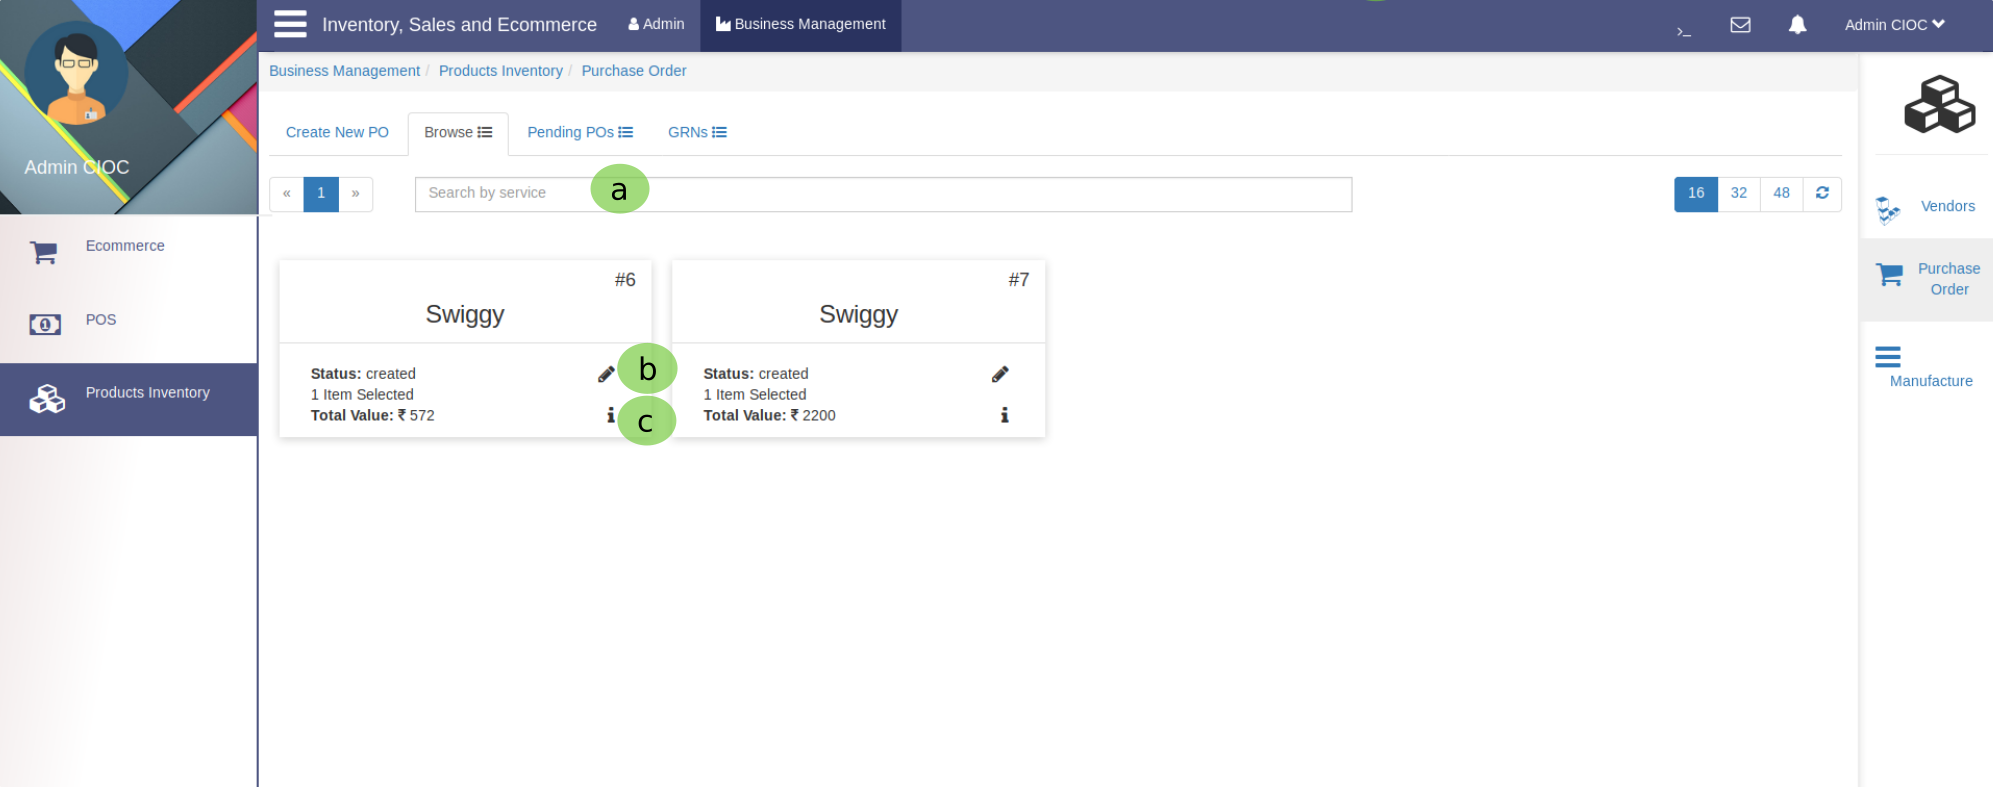 Inventory, Sales and Ecommerce Admin Business Management >_ Admin CIOC
Business Management / Products Inventory / Purchase Order
Admin CIOC
Create New PO Browse Pending POs GRNs
« 1 » Search by service a 16 32 48
Ecommerce
POS
Products Inventory
#6
Swiggy
Status: created b
1 Item Selected
Total Value: ₹ 572 c
#7
Swiggy
Status: created
1 Item Selected
Total Value: ₹ 2200
Vendors
Purchase
Order
Manufacture